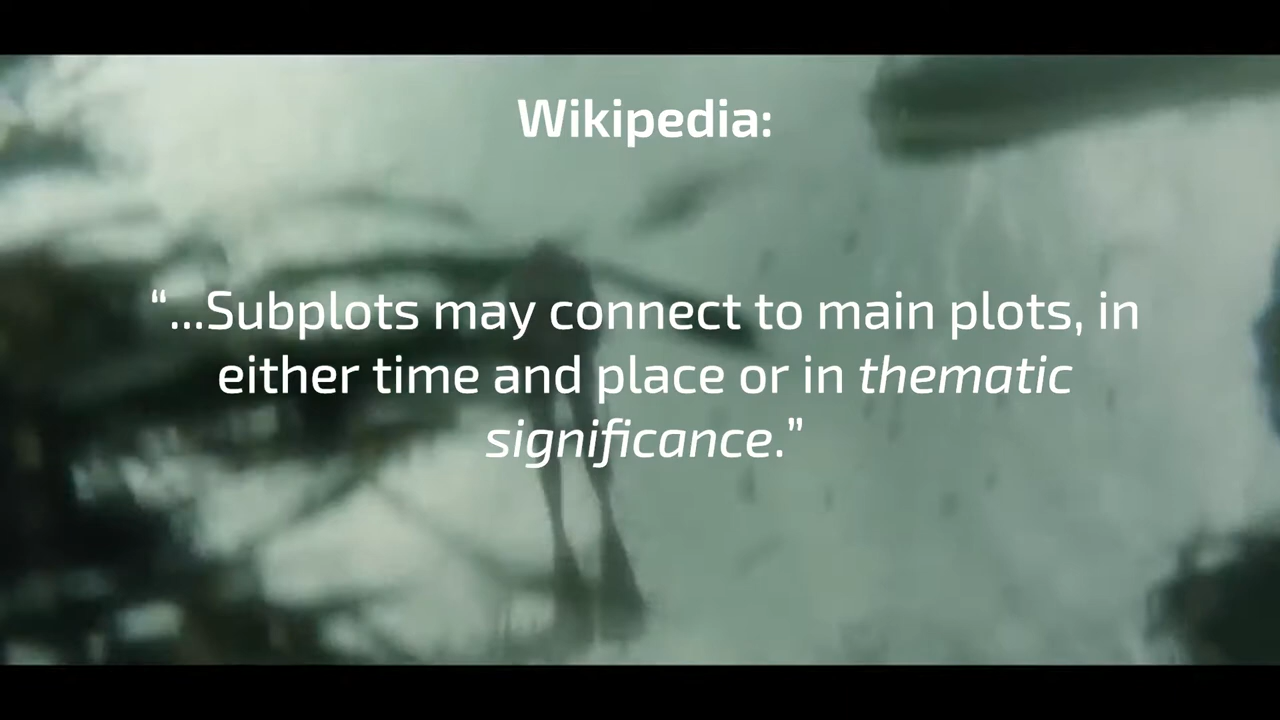 Wikipedia:
“...Subplots may connect to main plots, in
either time and place or in thematic
significance.”